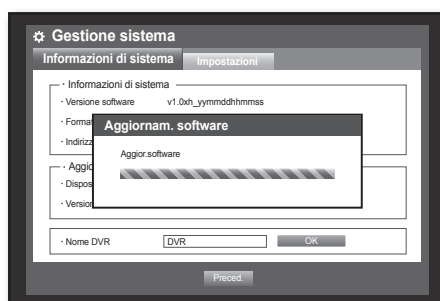 Gestione sistema
Informazioni di sistema
Impostazioni
· Informazioni di sistema
· Versione software
v1.0xh_yymmddhhmmss
· Format
· Indirizz
Aggiornam. software
Aggior.software
· Aggio
· Dispos
· Version
· Nome DVR
DVR
OK
Preced.